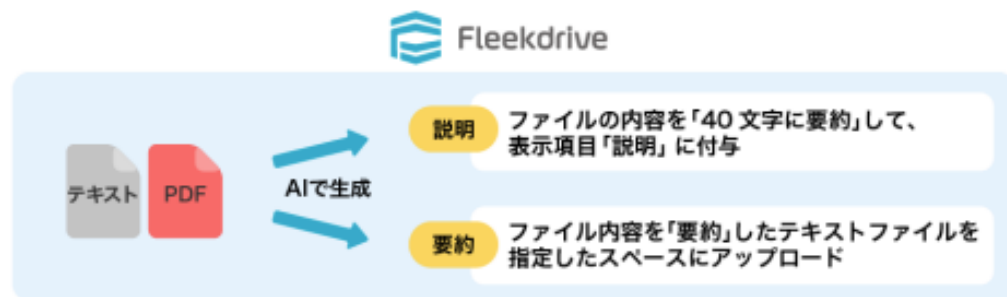 Fleekdrive
説明
ファイルの内容を「40 文字に要約」して、
表示項目「説明」に付与
テキスト
PDF
AIで生成
要約
ファイル内容を「要約」したテキストファイルを
指定したスペースにアップロード